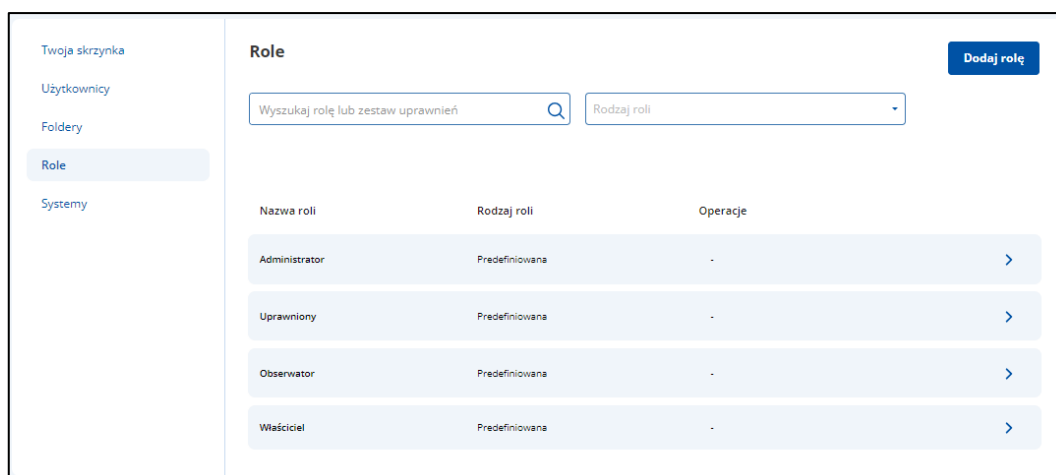 Twoja skrzynka
Użytkownicy
Foldery
Role
Systemy
Role
Dodaj rolę
Wyszukaj rolę lub zestaw uprawnień
Rodzaj roli
Nazwa roli Rodzaj roli Operacje
Administrator Predefiniowana -
Uprawniony Predefiniowana -
Obserwator Predefiniowana -
Właściciel Predefiniowana -